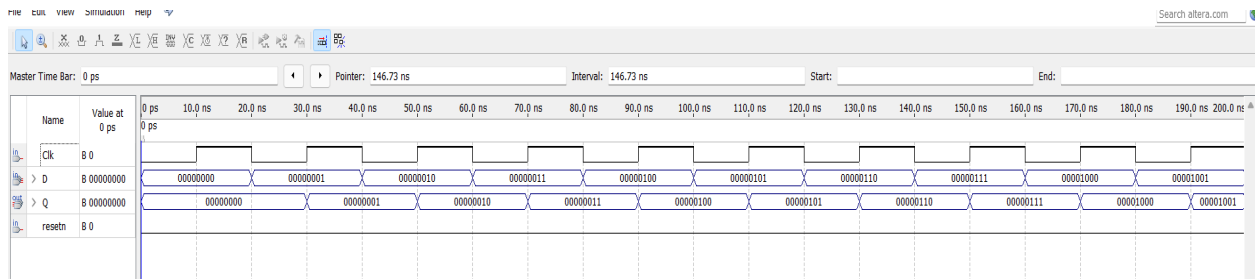 File Edit View Simulation Help
Search altera.com
Master Time Bar: 0 ps Pointer: 146.73 ns Interval: 146.73 ns Start: End:
Name Value at 0 ps 0 ps 10.0 ns 20.0 ns 30.0 ns 40.0 ns 50.0 ns 60.0 ns 70.0 ns 80.0 ns 90.0 ns 100.0 ns 110.0 ns 120.0 ns 130.0 ns 140.0 ns 150.0 ns 160.0 ns 170.0 ns 180.0 ns 190.0 ns 200.0 ns
0 ps
Clk B 0
D B 00000000 00000000 00000001 00000010 00000011 00000100 00000101 00000110 00000111 00001000 00001001
Q B 00000000 00000000 00000001 00000010 00000011 00000100 00000101 00000110 00000111 00001000 00001001
resetn B 0